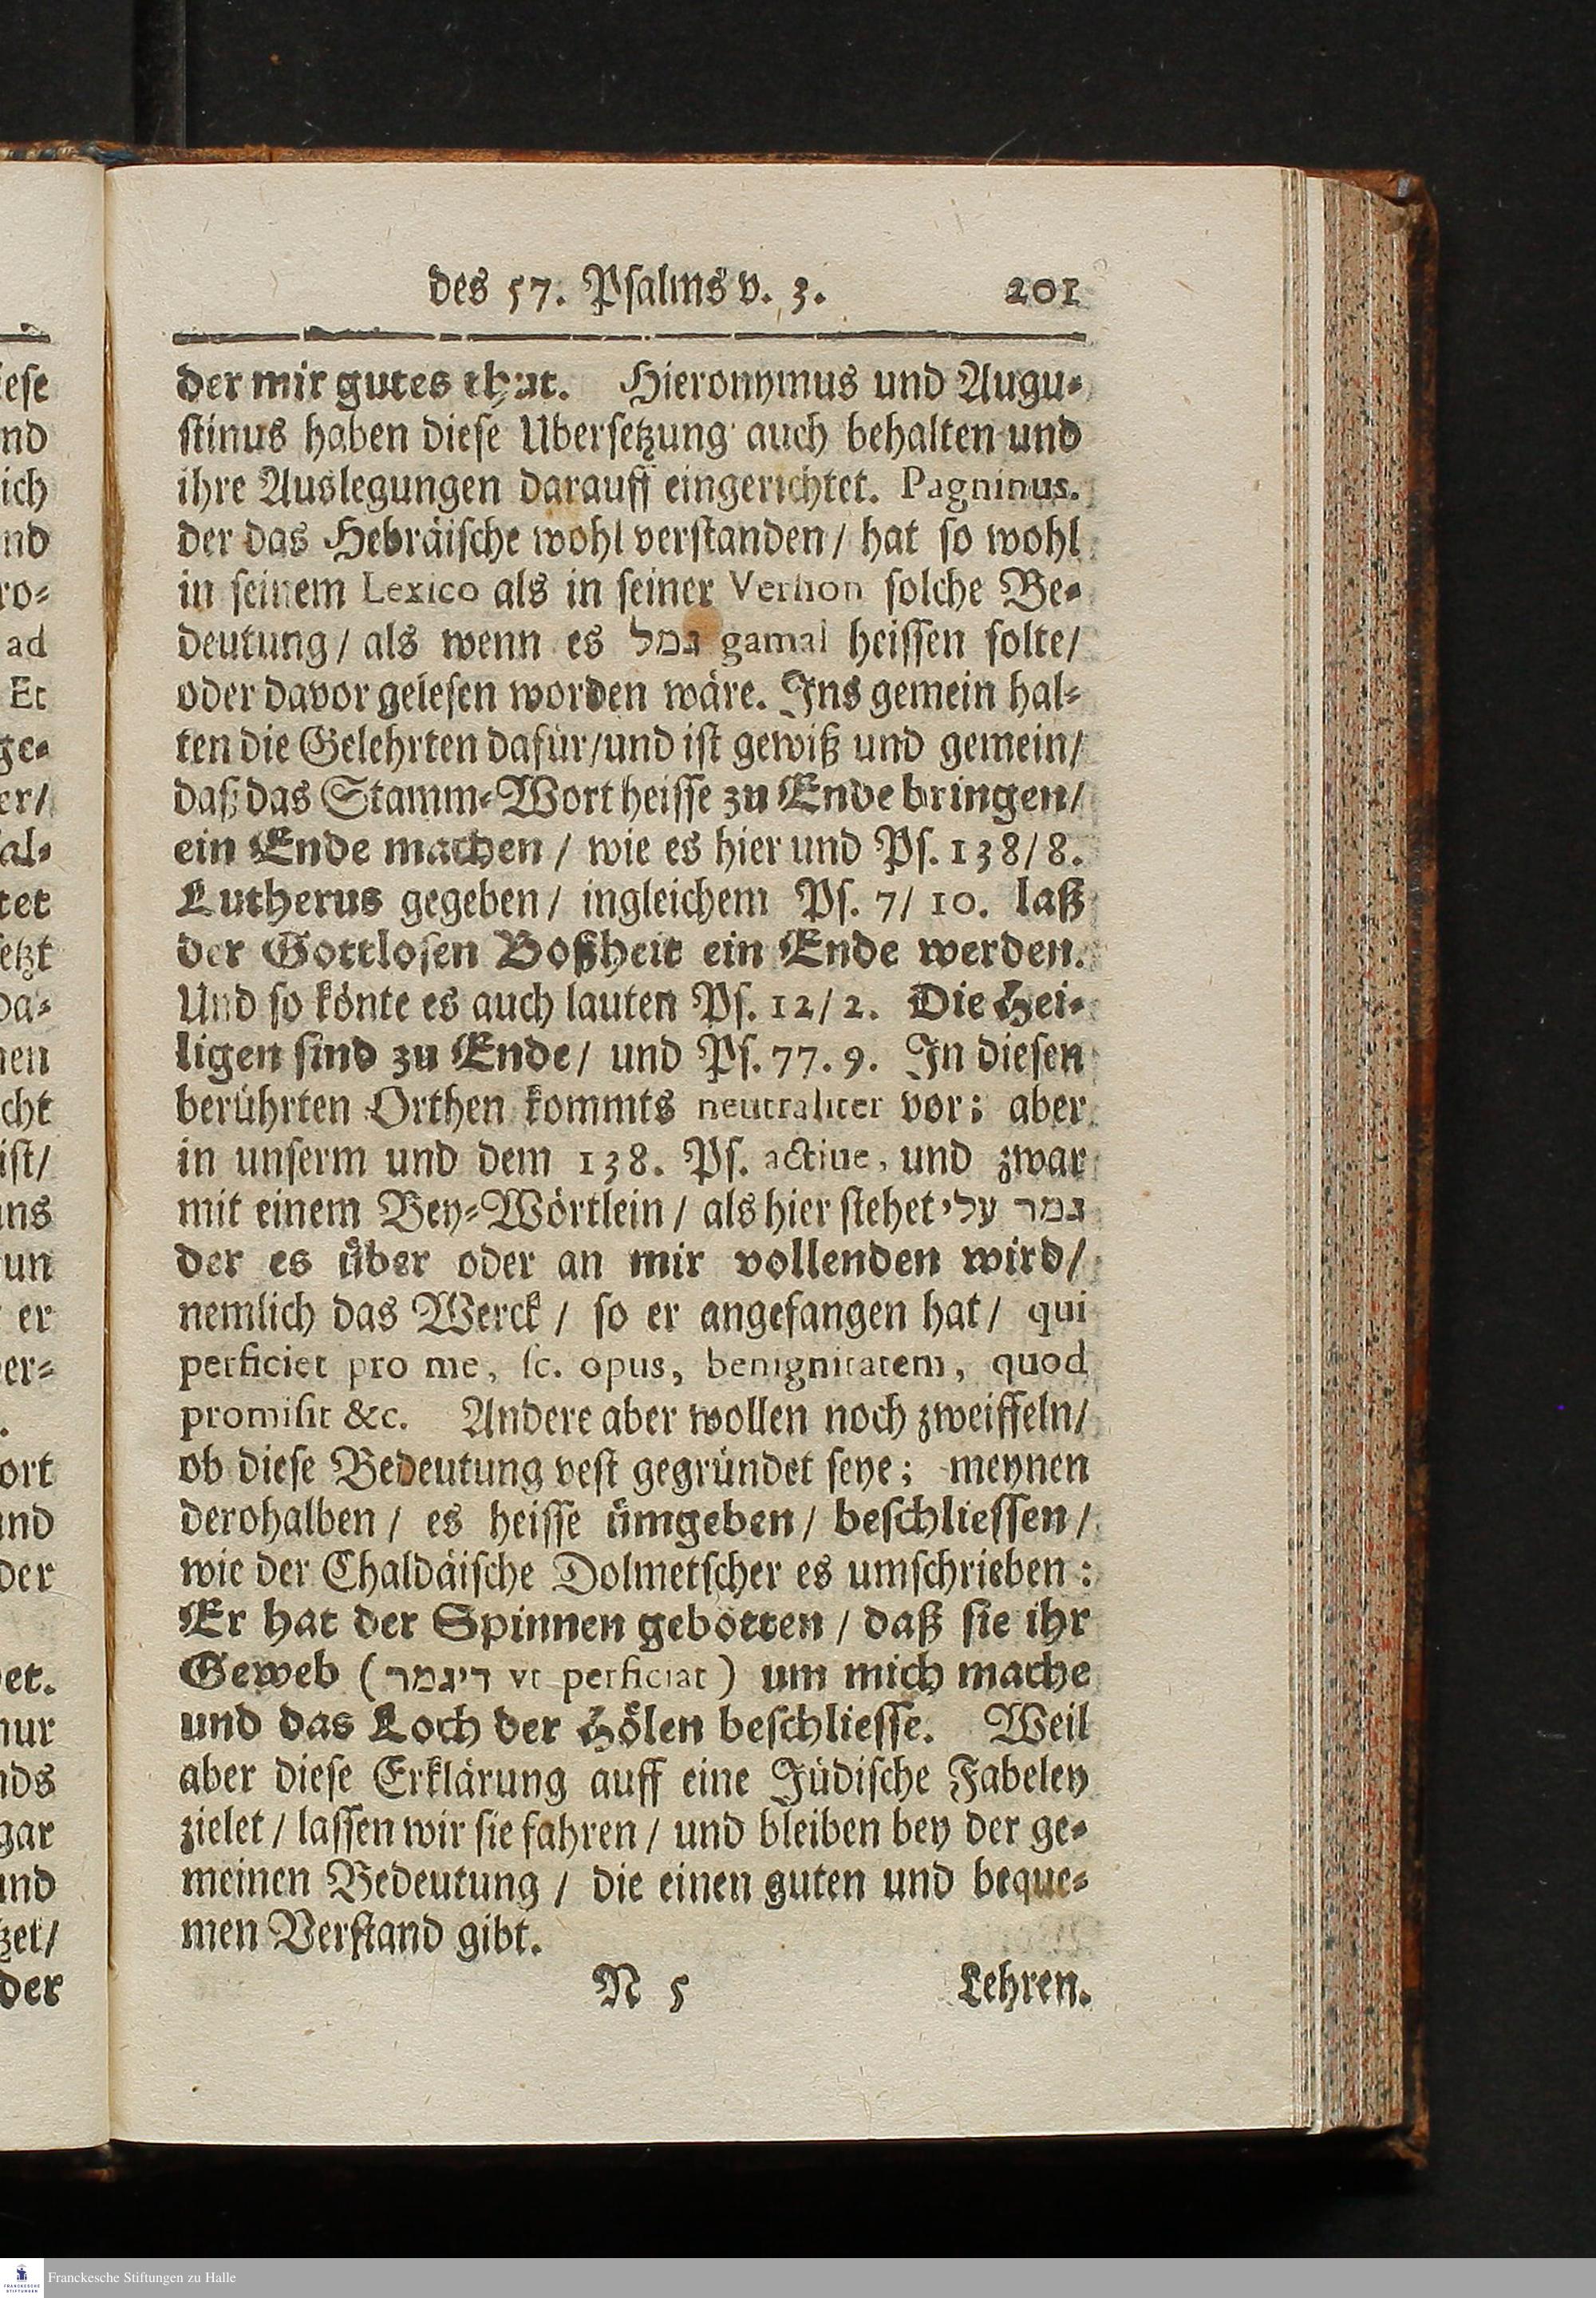 des 57. Psalms v. 3. 201
der mir gutes that. Hieronymus und Augu-
stinus haben diese Ubersetzung auch behalten und
ihre Auslegungen darauff eingerichtet. Pagninus.
der das Hebräische wohl verstanden / hat so wohl
in seinem Lexico als in seiner Version solche Be-
deutung / als wenn es גמל gamal heissen solte /
oder davor gelesen worden wäre. Ins gemein hal-
ten die Gelehrten dafür / und ist gewiß und gemein /
daß das Stamm-Wort heisse zu Ende bringen /
ein Ende machen / wie es hier und Ps. 138 / 8.
Lutherus gegeben / ingleichem Ps. 7 / 10. laß
der Gottlosen Boßheit ein Ende werden.
Und so könte es auch lauten Ps. 12 / 2. Die Hei-
ligen sind zu Ende / und Ps. 77. 9. In diesen
berührten Orthen kommts neutraliter vor; aber
in unserm und dem 138. Ps. active, und zwar
mit einem Bey-Wörtlein / als hier stehet גמר עלי
der es über oder an mir vollenden wird /
nemlich das Werck / so er angefangen hat / qui
perficiet pro me, sc. opus, benignitatem, quod
promisit &c. Andere aber wollen noch zweiffeln /
ob diese Bedeutung vest gegründet seye; meynen
derohalben / es heisse ümgeben / beschliessen /
wie der Chaldäische Dolmetscher es umschrieben:
Er hat der Spinnen gebotten / daß sie ihr
Geweb (דיגמר vt perficiat) um mich mache
und das Loch der Hölen beschliesse. Weil
aber diese Erklärung auff eine Jüdische Fabeley
zielet / lassen wir sie fahren / und bleiben bey der ge-
meinen Bedeutung / die einen guten und beque-
men Verstand gibt.
N 5 Lehren.
Franckesche Stiftungen zu Halle